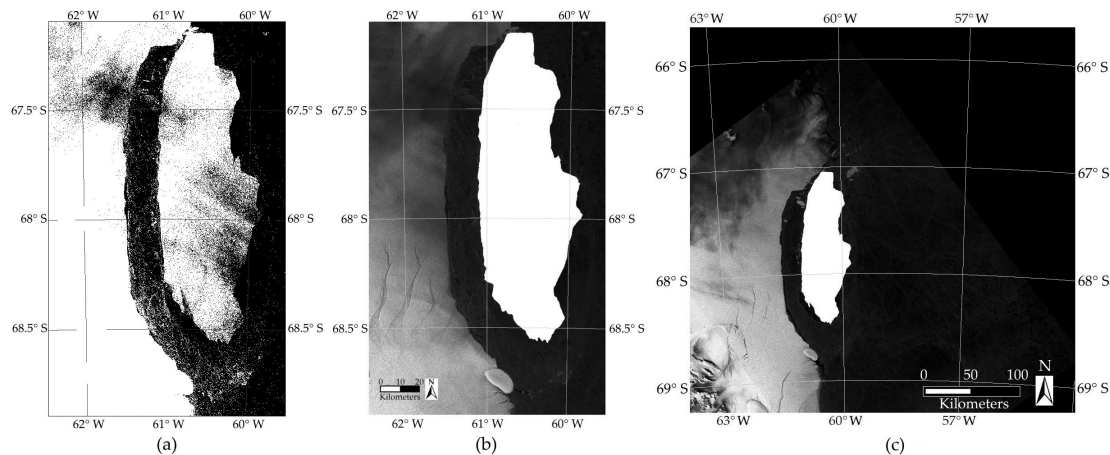 62° W 61° W 60° W
67.5° S
68° S
68.5° S
62° W 61° W 60° W
(a)
62° W 61° W 60° W
67.5° S
68° S
68.5° S
67.5° S
68° S
68.5° S
0 10 20
Kilometers
N
62° W 61° W 60° W
(b)
63° W 60° W 57° W
66° S 66° S
67° S 67° S
68° S 68° S
69° S 69° S
0 50 100
Kilometers
N
63° W 60° W 57° W
(c)